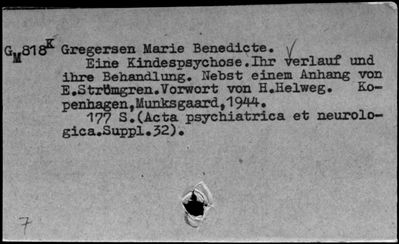 GM818K Gregersen Marie Benedicte.
Eine Kindespsychose.Ihr Verlauf und
ihre Behandlung. Nebst einem Anhang von
E.Strömgren.Vorwort von H.Helweg. Ko-
penhagen,Munksgaard,1944.
177 S.(Acta psychiatrica et neurolo-
gica.Suppl.32).
7